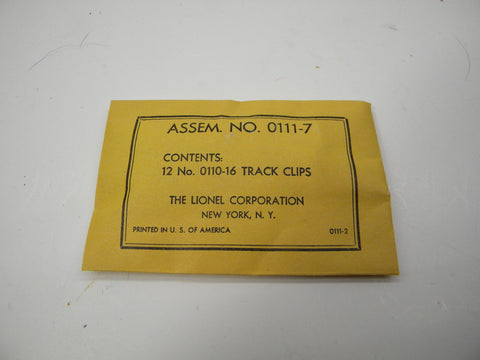 ASSEM. NO. 0111-7
CONTENTS:
12 No. 0110-16 TRACK CLIPS
THE LIONEL CORPORATION
NEW YORK, N. Y.
PRINTED IN U. S. OF AMERICA 0111-2